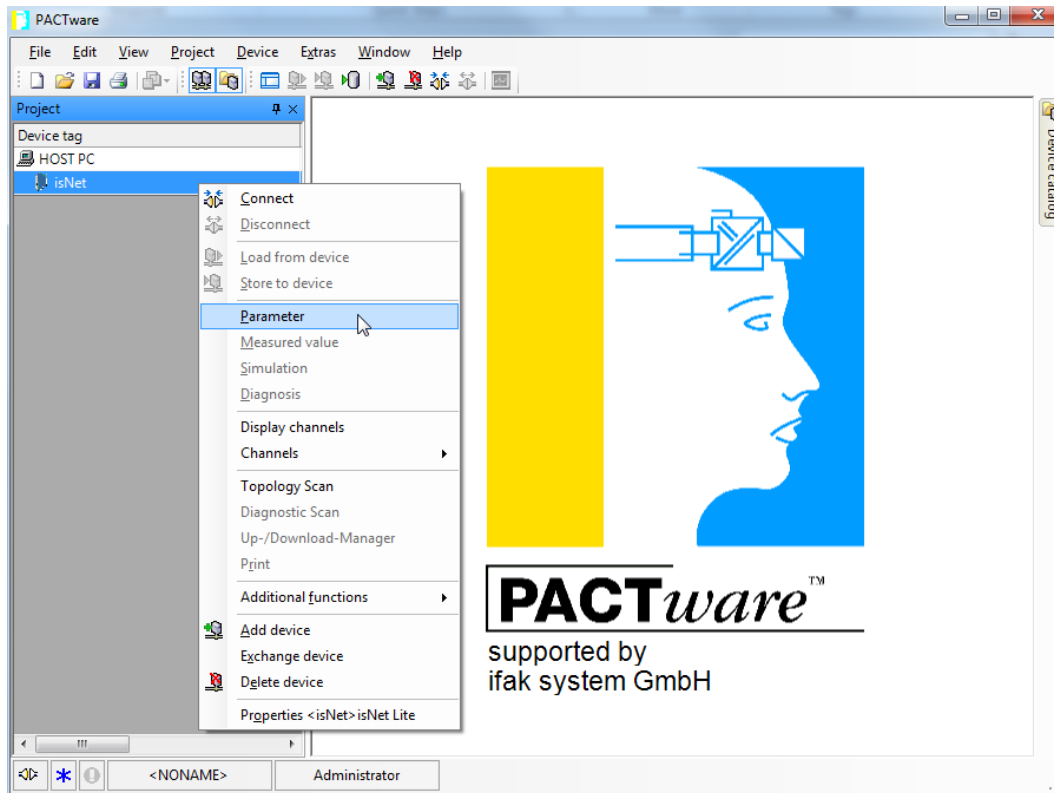 PACTware
File Edit View Project Device Extras Window Help
Project
Device tag
HOST PC
isNet
Connect
Disconnect
Load from device
Store to device
Parameter
Measured value
Simulation
Diagnosis
Display channels
Channels
Topology Scan
Diagnostic Scan
Up-/Download-Manager
Print
Additional functions
Add device
Exchange device
Delete device
Properties <isNet>isNet Lite
PACTware™
supported by
ifak system GmbH
Device catalog
<NONAME> Administrator